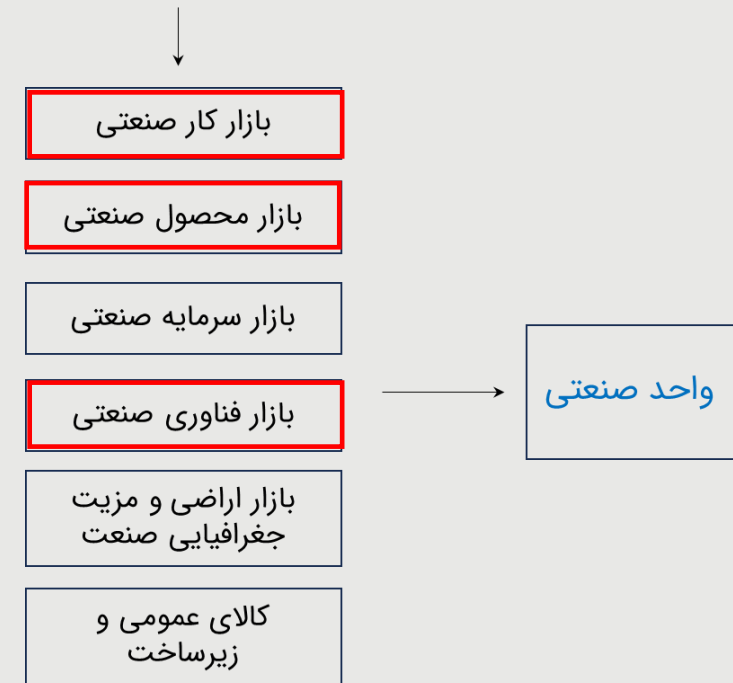 بازار کار صنعتی
بازار محصول صنعتی
بازار سرمایه صنعتی
بازار فناوری صنعتی
واحد صنعتی
بازار اراضی و مزیت
جغرافیایی صنعت
کالای عمومی و
زیرساخت